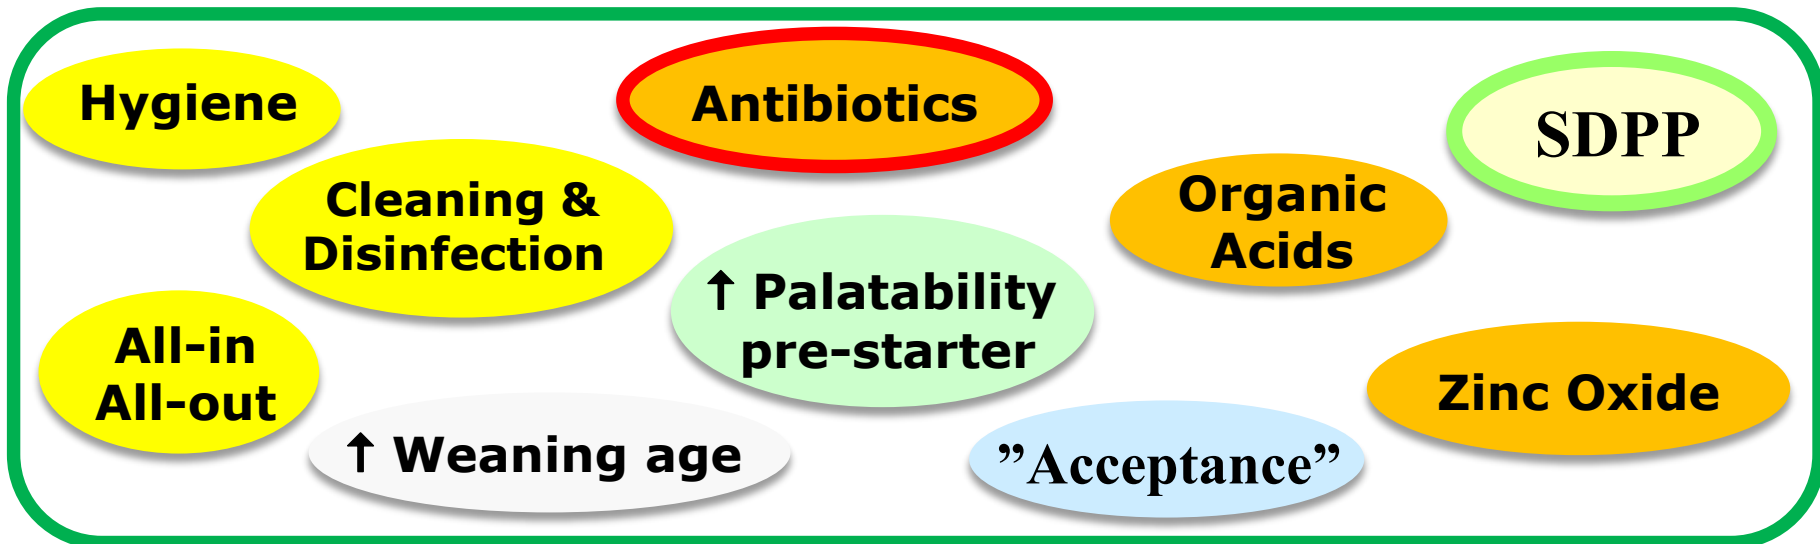 Hygiene
Antibiotics
SDPP
Cleaning &
Disinfection
Organic
Acids
↑ Palatability
pre-starter
All-in
All-out
Zinc Oxide
↑ Weaning age
”Acceptance”